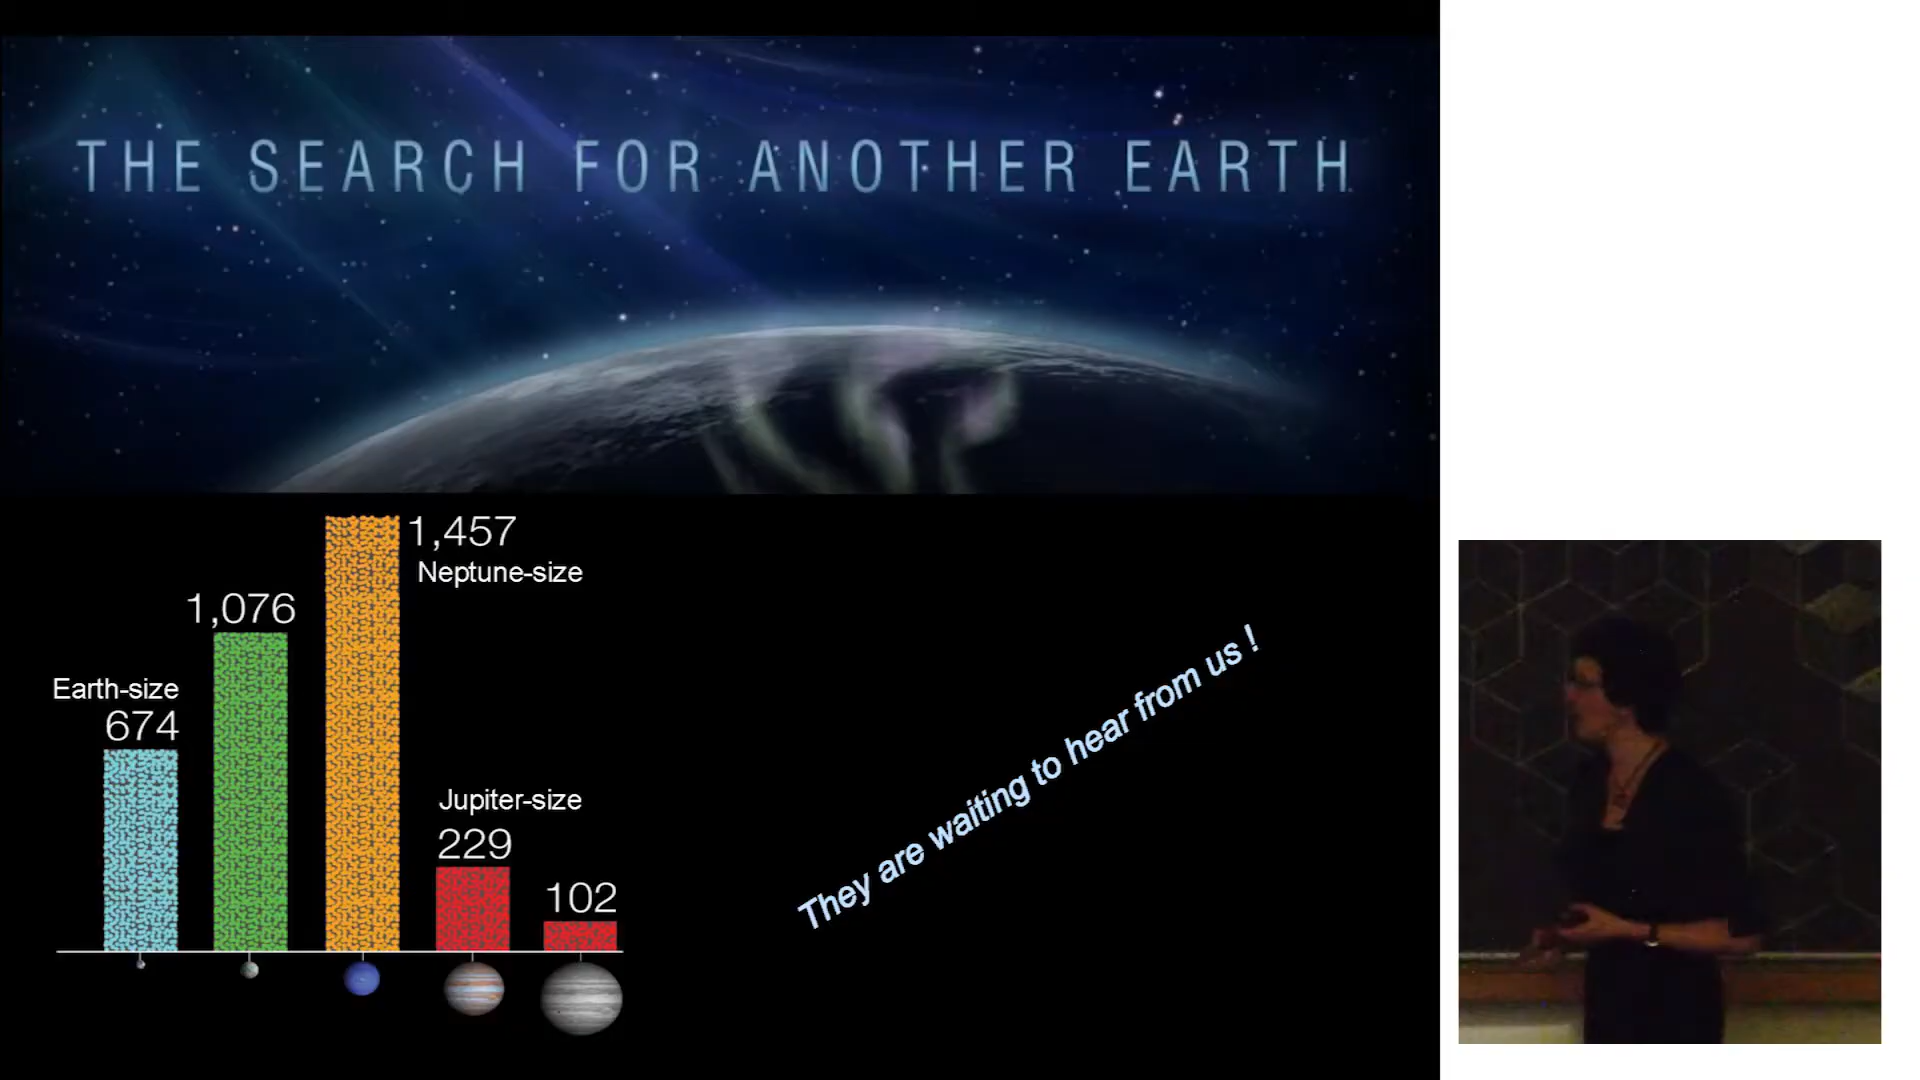 THE SEARCH FOR ANOTHER EARTH
1,457
Neptune-size
1,076
Earth-size
674
Jupiter-size
229
102
They are waiting to hear from us !